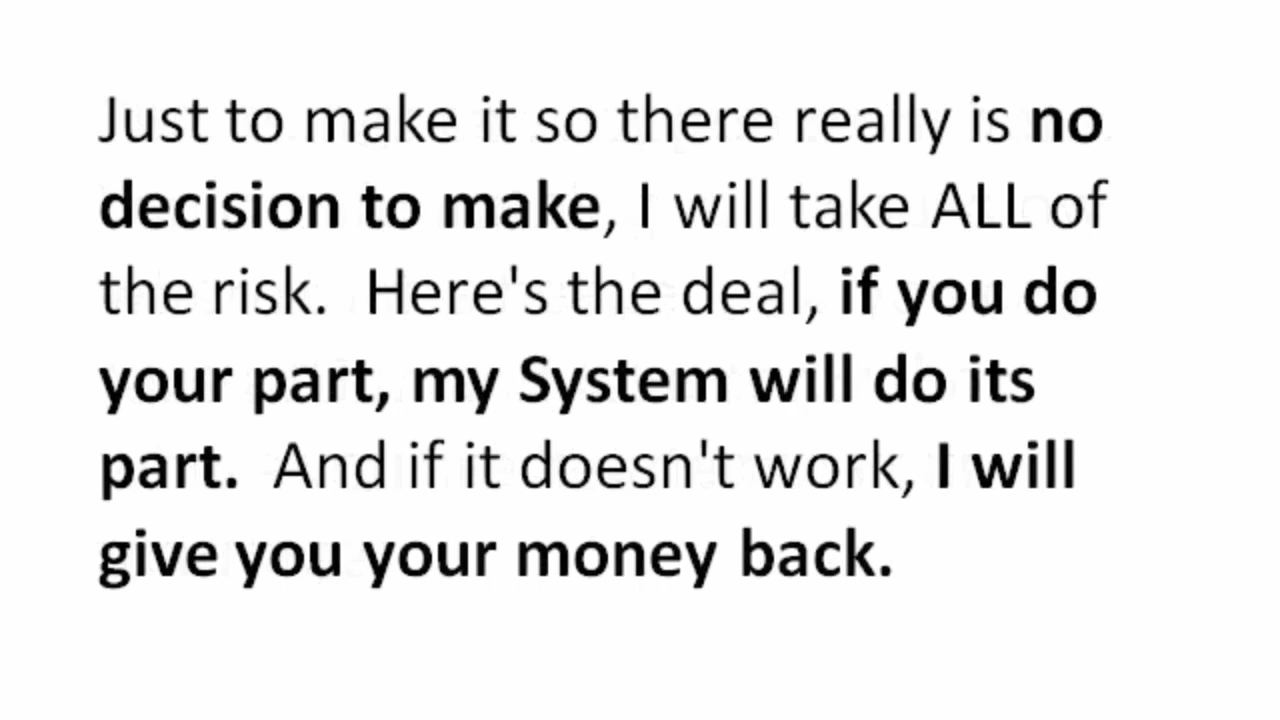 Just to make it so there really is no
decision to make, I will take ALL of
the risk.  Here's the deal, if you do
your part, my System will do its
part.  And if it doesn't work, I will
give you your money back.